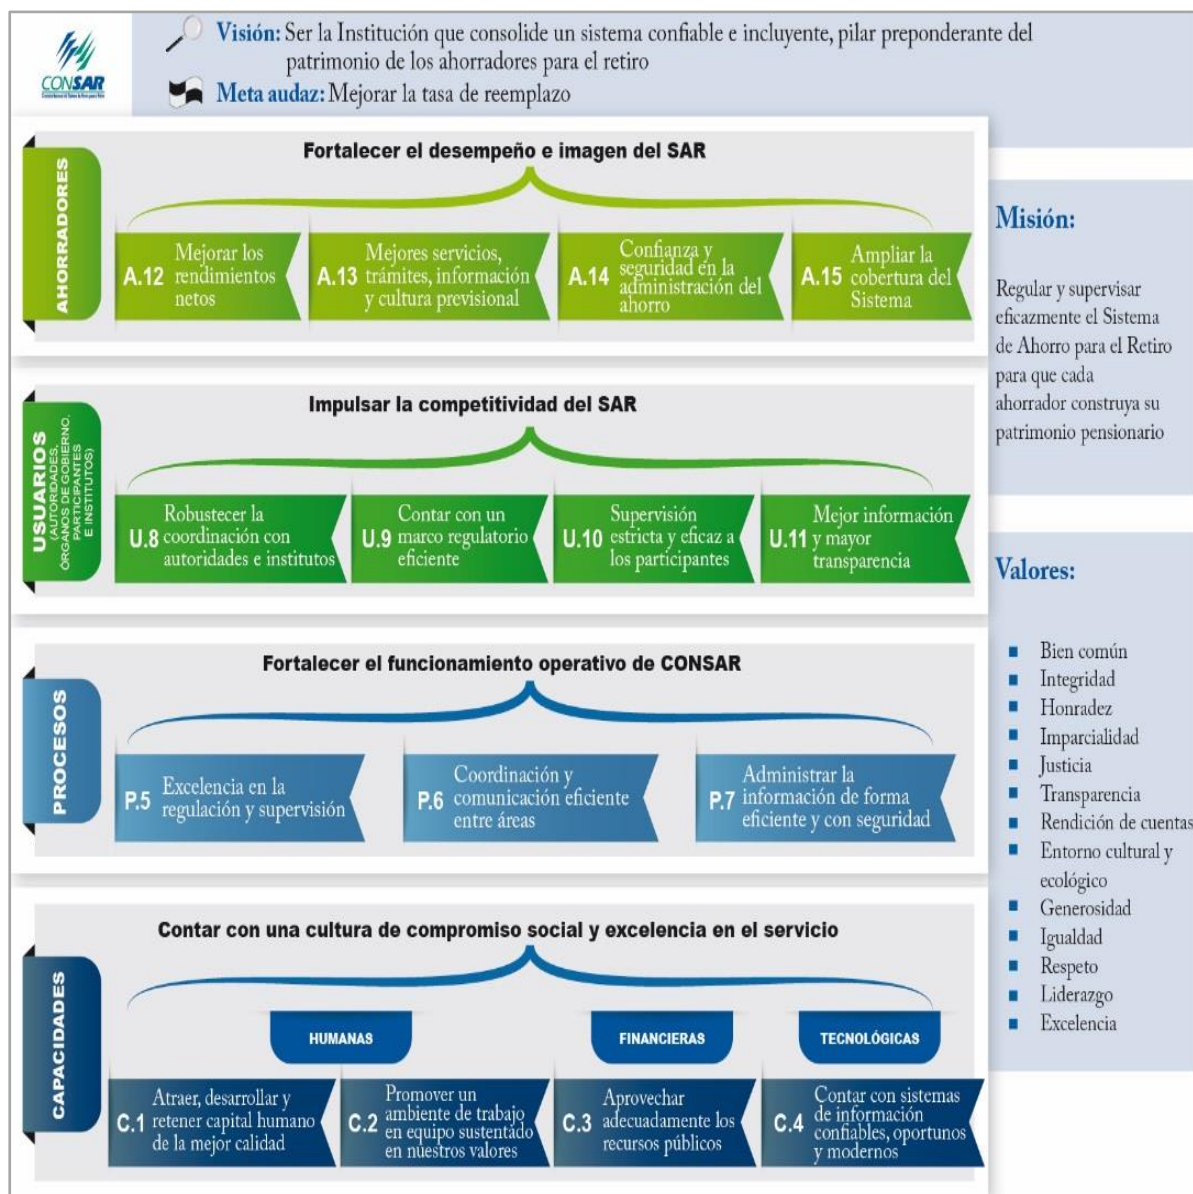 CONSAR
Visión: Ser la Institución que consolide un sistema confiable e incluyente, pilar preponderante del
patrimonio de los ahorradores para el retiro
Meta audaz: Mejorar la tasa de reemplazo
AHORRADORES
Fortalecer el desempeño e imagen del SAR
A.12
Mejorar los
rendimientos
netos
A.13
Mejores servicios,
trámites, información
y cultura previsional
A.14
Confianza y
seguridad en la
administración del
ahorro
A.15
Ampliar la
cobertura del
Sistema
USUARIOS
(AUTORIDADES,
ÓRGANOS DE GOBIERNO,
PARTICIPANTES
E INSTITUTOS)
Impulsar la competitividad del SAR
U.8
Robustecer la
coordinación con
autoridades e institutos
U.9
Contar con un
marco regulatorio
eficiente
U.10
Supervisión
estricta y eficaz a
los participantes
U.11
Mejor información
y mayor
transparencia
PROCESOS
Fortalecer el funcionamiento operativo de CONSAR
P.5
Excelencia en la
regulación y supervisión
P.6
Coordinación y
comunicación eficiente
entre áreas
P.7
Administrar la
información de forma
eficiente y con seguridad
CAPACIDADES
Contar con una cultura de compromiso social y excelencia en el servicio
HUMANAS
FINANCIERAS
TECNOLÓGICAS
C.1
Atraer, desarrollar y
retener capital humano
de la mejor calidad
C.2
Promover un
ambiente de trabajo
en equipo sustentado
en nuestros valores
C.3
Aprovechar
adecuadamente los
recursos públicos
C.4
Contar con sistemas
de información
confiables, oportunos
y modernos
Misión:
Regular y supervisar
eficazmente el Sistema
de Ahorro para el Retiro
para que cada
ahorrador construya su
patrimonio pensionario
Valores:
Bien común
Integridad
Honradez
Imparcialidad
Justicia
Transparencia
Rendición de cuentas
Entorno cultural y
ecológico
Generosidad
Igualdad
Respeto
Liderazgo
Excelencia